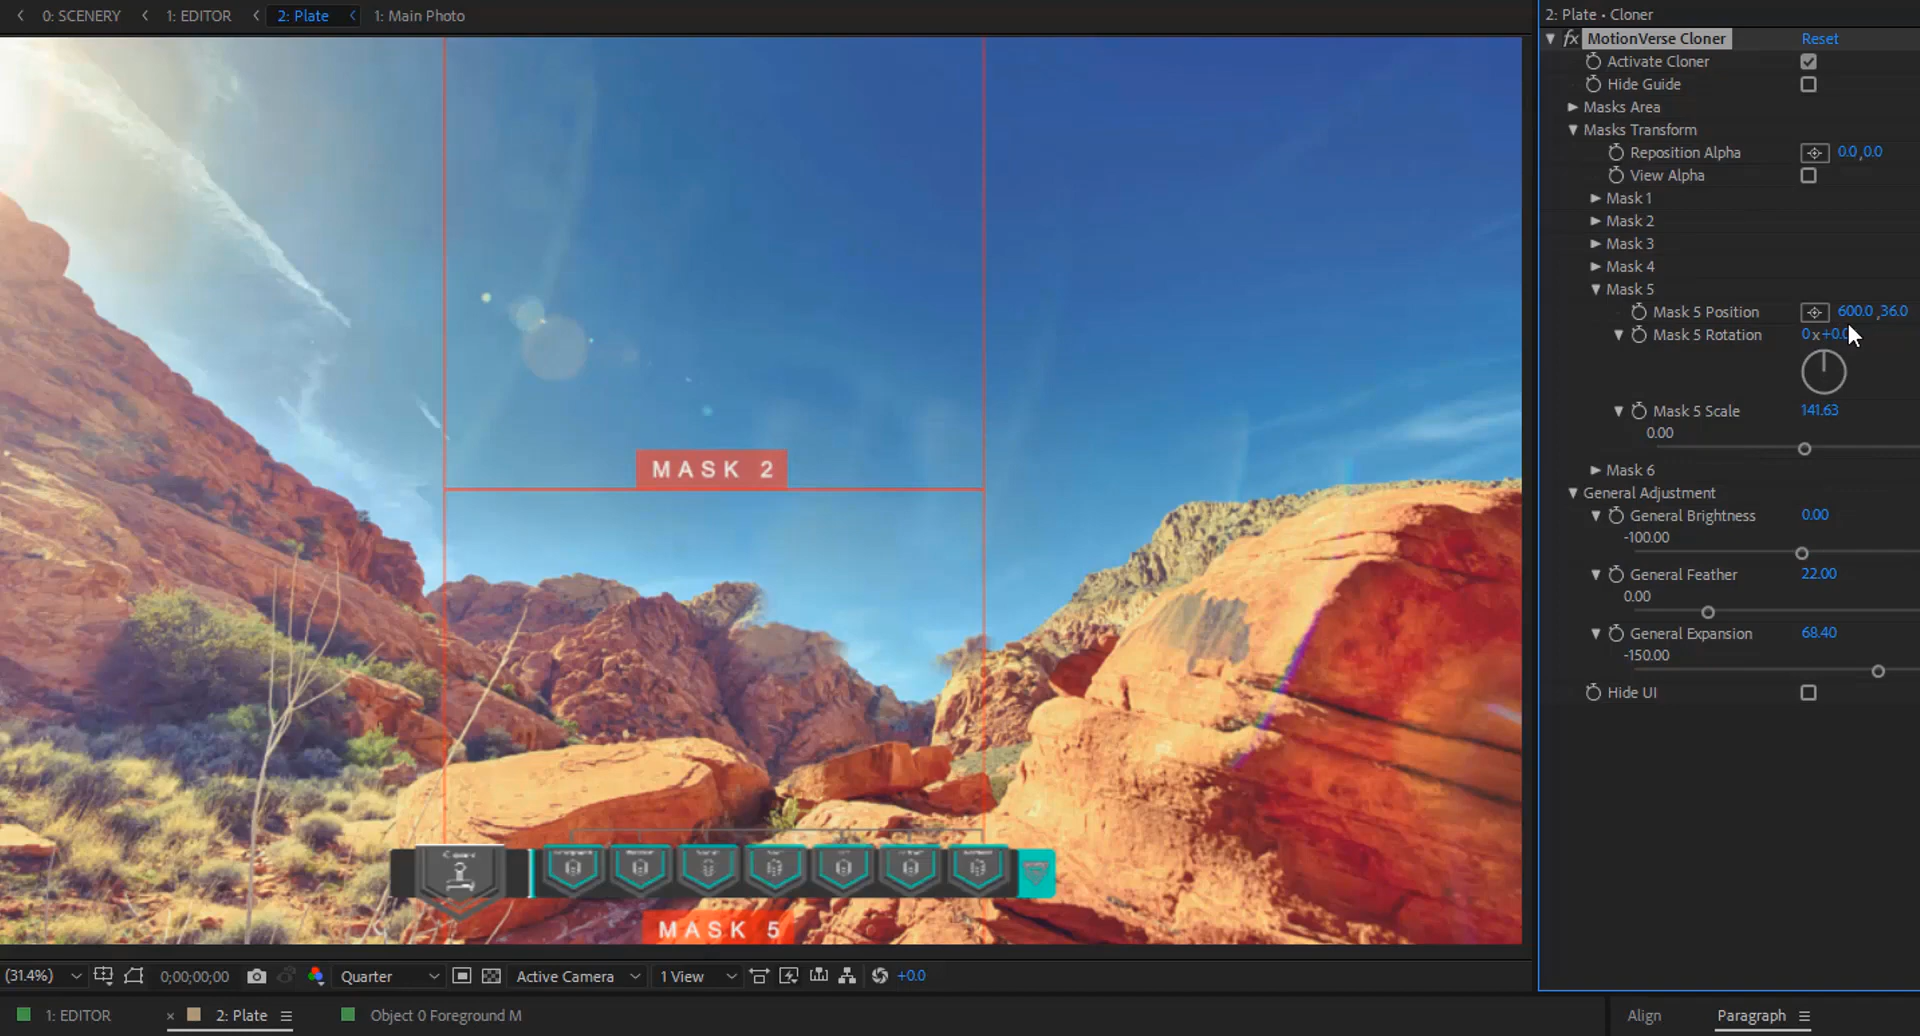 0: SCENERY
1: EDITOR
2: Plate
1: Main Photo
2: Plate • Cloner
fx MotionVerse Cloner Reset
Activate Cloner
Hide Guide
Masks Area
Masks Transform
Reposition Alpha 0.0 ,0.0
View Alpha
Mask 1
Mask 2
Mask 3
Mask 4
Mask 5
Mask 5 Position 600.0 ,36.0
Mask 5 Rotation 0 x +0.0
Mask 5 Scale 141.63
0.00
Mask 6
General Adjustment
General Brightness 0.00
-100.00
General Feather 22.00
0.00
General Expansion 68.40
-150.00
Hide UI
MASK 2
MASK 5
(31.4%) 0;00;00;00 Quarter Active Camera 1 View +0.0
1: EDITOR × 2: Plate Object 0 Foreground M
Align Paragraph